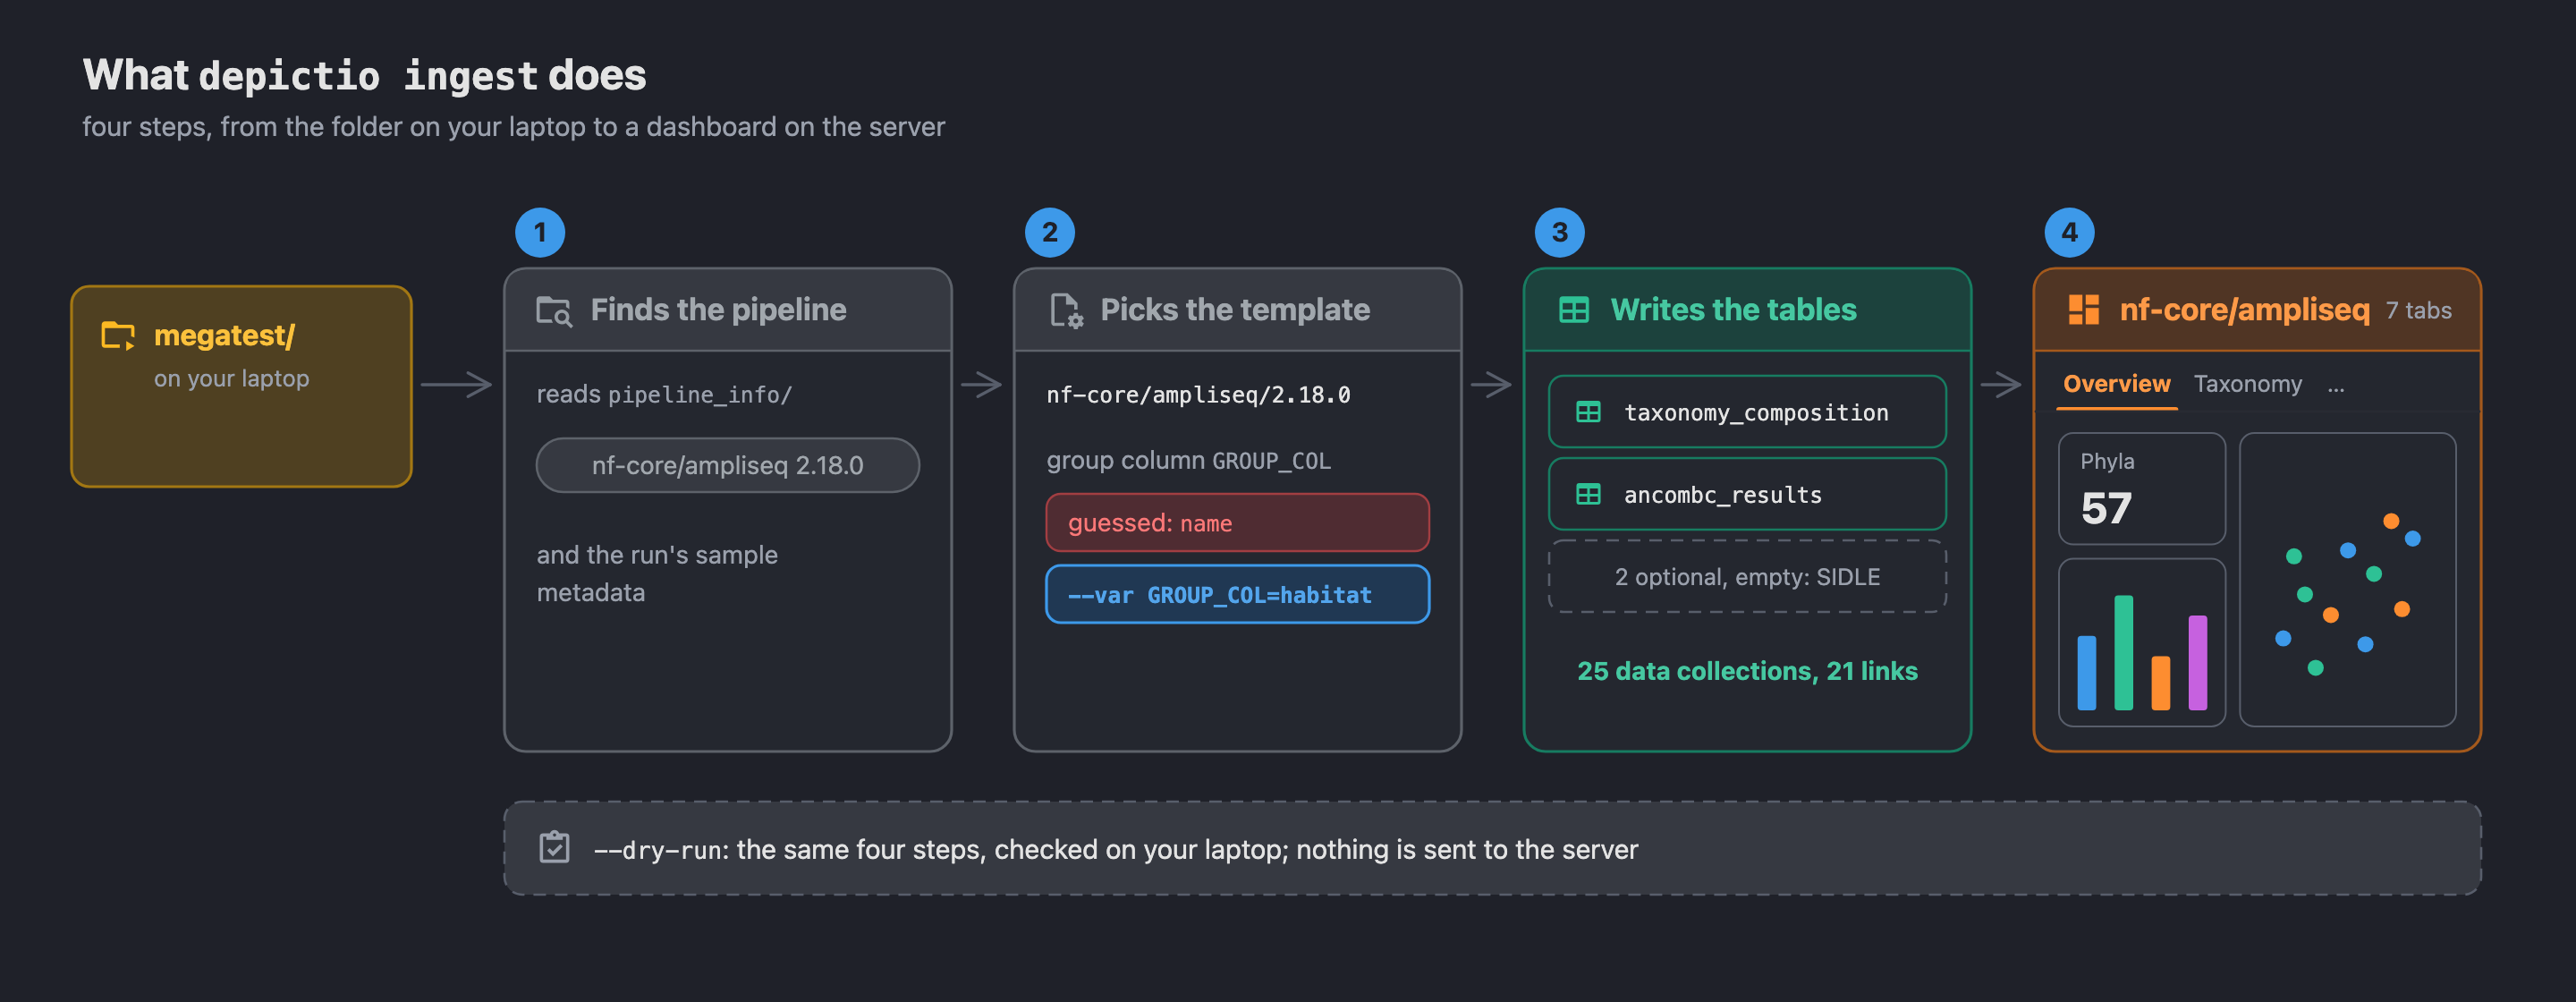 What depictio ingest does
four steps, from the folder on your laptop to a dashboard on the server
megatest/
on your laptop
1
Finds the pipeline
reads pipeline_info/
nf-core/ampliseq 2.18.0
and the run's sample
metadata
2
Picks the template
nf-core/ampliseq/2.18.0
group column GROUP_COL
guessed: name
--var GROUP_COL=habitat
3
Writes the tables
taxonomy_composition
ancombc_results
2 optional, empty: SIDLE
25 data collections, 21 links
4
nf-core/ampliseq 7 tabs
Overview Taxonomy ...
Phyla
57
--dry-run: the same four steps, checked on your laptop; nothing is sent to the server